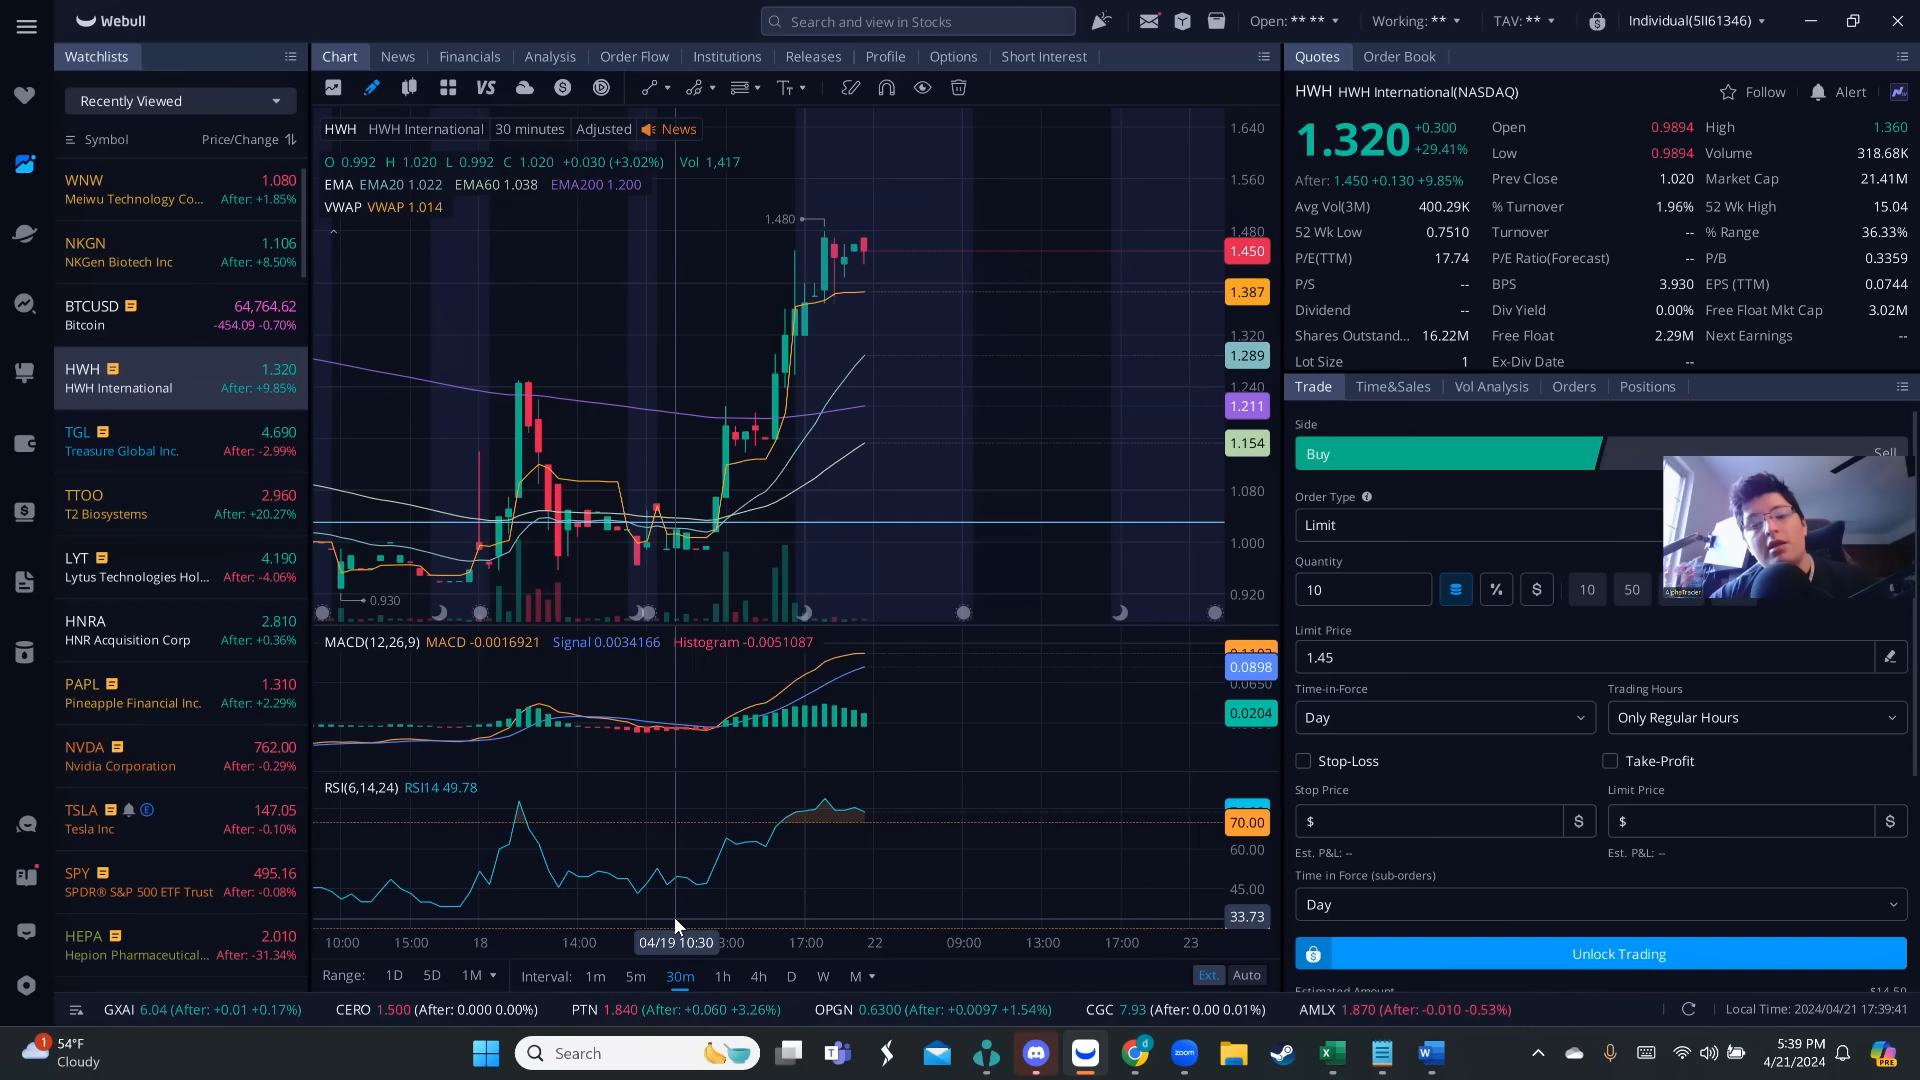 Webull
Search and view in Stocks
Open: ** **
Working: **
TAV: **
Individual(5II61346)
Watchlists
Recently Viewed
Symbol Price/Change
WNW 1.080
Meiwu Technology Co... After: +1.85%
NKGN 1.106
NKGen Biotech Inc After: +8.50%
BTCUSD 64,764.62
Bitcoin -454.09 -0.70%
HWH 1.320
HWH International After: +9.85%
TGL 4.690
Treasure Global Inc. After: -2.99%
TTOO 2.960
T2 Biosystems After: +20.27%
LYT 4.190
Lytus Technologies Hol... After: -4.06%
HNRA 2.810
HNR Acquisition Corp After: +0.36%
PAPL 1.310
Pineapple Financial Inc. After: +2.29%
NVDA 762.00
Nvidia Corporation After: -0.29%
TSLA E 147.05
Tesla Inc After: -0.10%
SPY 495.16
SPDR® S&P 500 ETF Trust After: -0.08%
HEPA 2.010
Hepion Pharmaceutical... After: -31.34%
Chart News Financials Analysis Order Flow Institutions Releases Profile Options Short Interest
VS
Tт
HWH HWH International 30 minutes Adjusted News
O 0.992 H 1.020 L 0.992 C 1.020 +0.030 (+3.02%) Vol 1,417
EMA EMA20 1.022 EMA60 1.038 EMA200 1.200
VWAP VWAP 1.014
1.480
0.930
1.640
1.560
1.480
1.450
1.387
1.320
1.289
1.240
1.211
1.154
1.080
1.000
0.920
MACD(12,26,9) MACD -0.0016921 Signal 0.0034166 Histogram -0.0051087
0.0898
0.0650
0.0204
RSI(6,14,24) RSI14 49.78
70.00
60.00
45.00
33.73
10:00 15:00 18 14:00 04/19 10:30 3:00 17:00 22 09:00 13:00 17:00 23
Range: 1D 5D 1M Interval: 1m 5m 30m 1h 4h D W M Ext. Auto
Quotes Order Book
HWH HWH International(NASDAQ) Follow Alert
1.320 +0.300
+29.41%
After: 1.450 +0.130 +9.85%
Open 0.9894 High 1.360
Low 0.9894 Volume 318.68K
Prev Close 1.020 Market Cap 21.41M
Avg Vol(3M) 400.29K % Turnover 1.96% 52 Wk High 15.04
52 Wk Low 0.7510 Turnover -- % Range 36.33%
P/E(TTM) 17.74 P/E Ratio(Forecast) -- P/B 0.3359
P/S -- BPS 3.930 EPS (TTM) 0.0744
Dividend -- Div Yield 0.00% Free Float Mkt Cap 3.02M
Shares Outstand... 16.22M Free Float 2.29M Next Earnings --
Lot Size 1 Ex-Div Date --
Trade Time&Sales Vol Analysis Orders Positions
Side
Buy Sell
Order Type
Limit
Quantity
10 % $ 10 50
AlphaTrader
Limit Price
1.45
Time-in-Force Trading Hours
Day Only Regular Hours
Stop-Loss Take-Profit
Stop Price Limit Price
$ $ $ $
Est. P&L: -- Est. P&L: --
Time in Force (sub-orders)
Day
Unlock Trading
Estimated Amount $14.50
GXAI 6.04 (After: +0.01 +0.17%) CERO 1.500 (After: 0.000 0.00%) PTN 1.840 (After: +0.060 +3.26%) OPGN 0.6300 (After: +0.0097 +1.54%) CGC 7.93 (After: 0.00 0.01%) AMLX 1.870 (After: -0.010 -0.53%) Local Time: 2024/04/21 17:39:41
1
54°F
Cloudy
Search
zoom
5:39 PM
4/21/2024
PRE